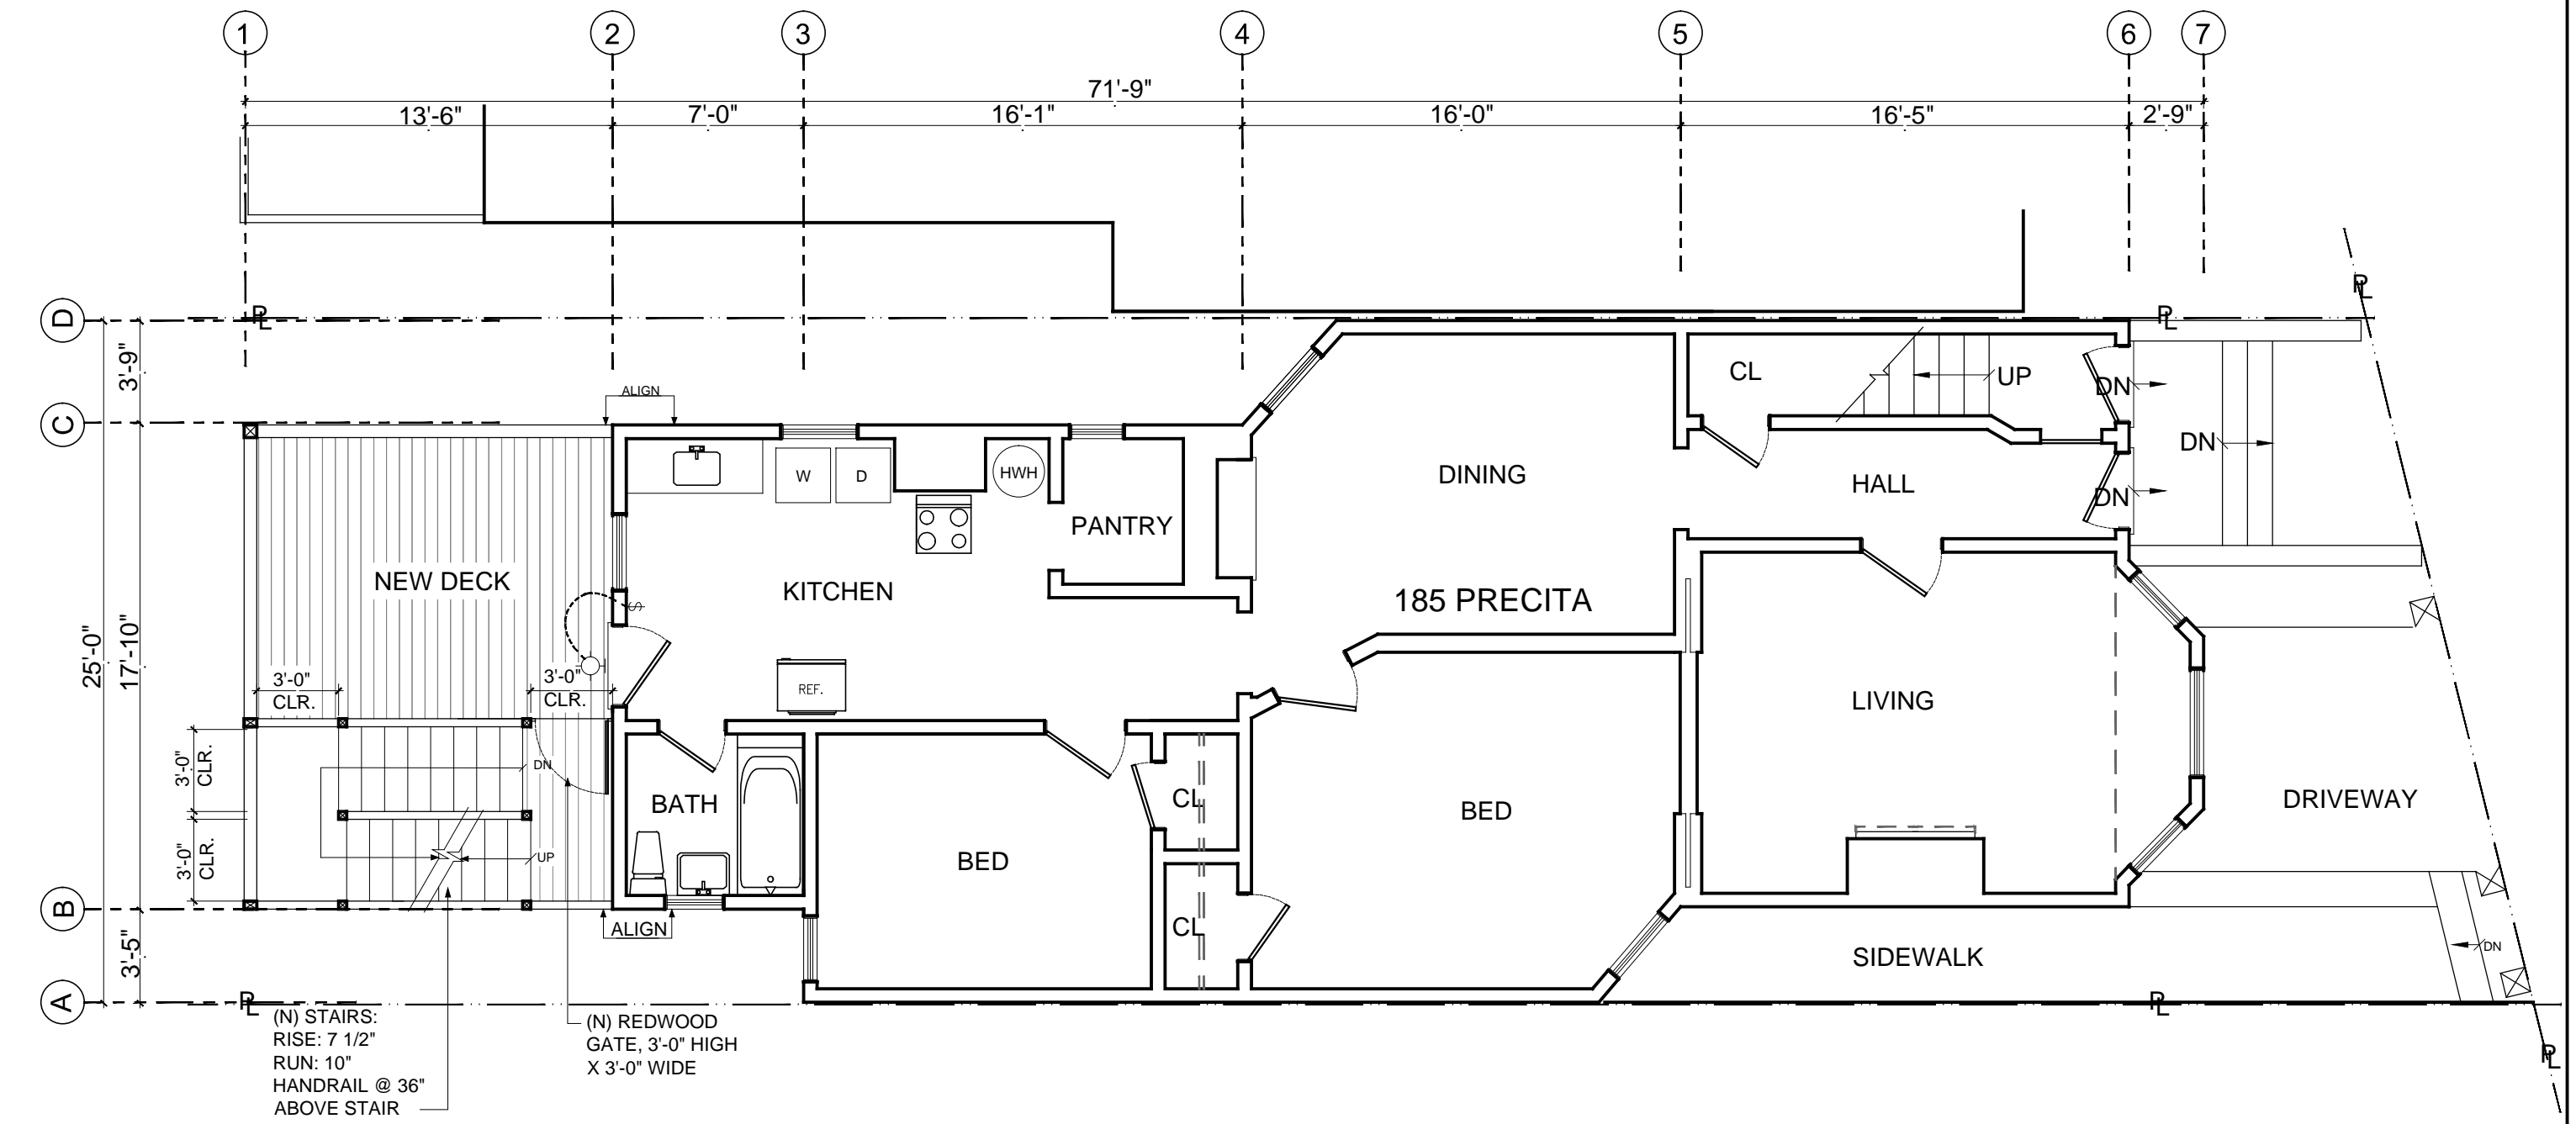 1
2
3
4
5
6
7
71'-9"
13'-6"
7'-0"
16'-1"
16'-0"
16'-5"
2'-9"
PL
PL
PL
D
3'-9"
C
ALIGN
CL
UP
DN
DN
DN
W
D
HWH
DINING
HALL
PANTRY
NEW DECK
KITCHEN
185 PRECITA
25'-0"
17'-10"
$
3'-0"
CLR.
3'-0"
CLR.
REF.
LIVING
3'-0"
CLR.
DN
BATH
CL
BED
DRIVEWAY
3'-0"
CLR.
UP
BED
B
ALIGN
CL
3'-5"
SIDEWALK
DN
A
PL
PL
(N) STAIRS:
RISE: 7 1/2"
RUN: 10"
HANDRAIL @ 36"
ABOVE STAIR
(N) REDWOOD
GATE, 3'-0" HIGH
X 3'-0" WIDE
PL